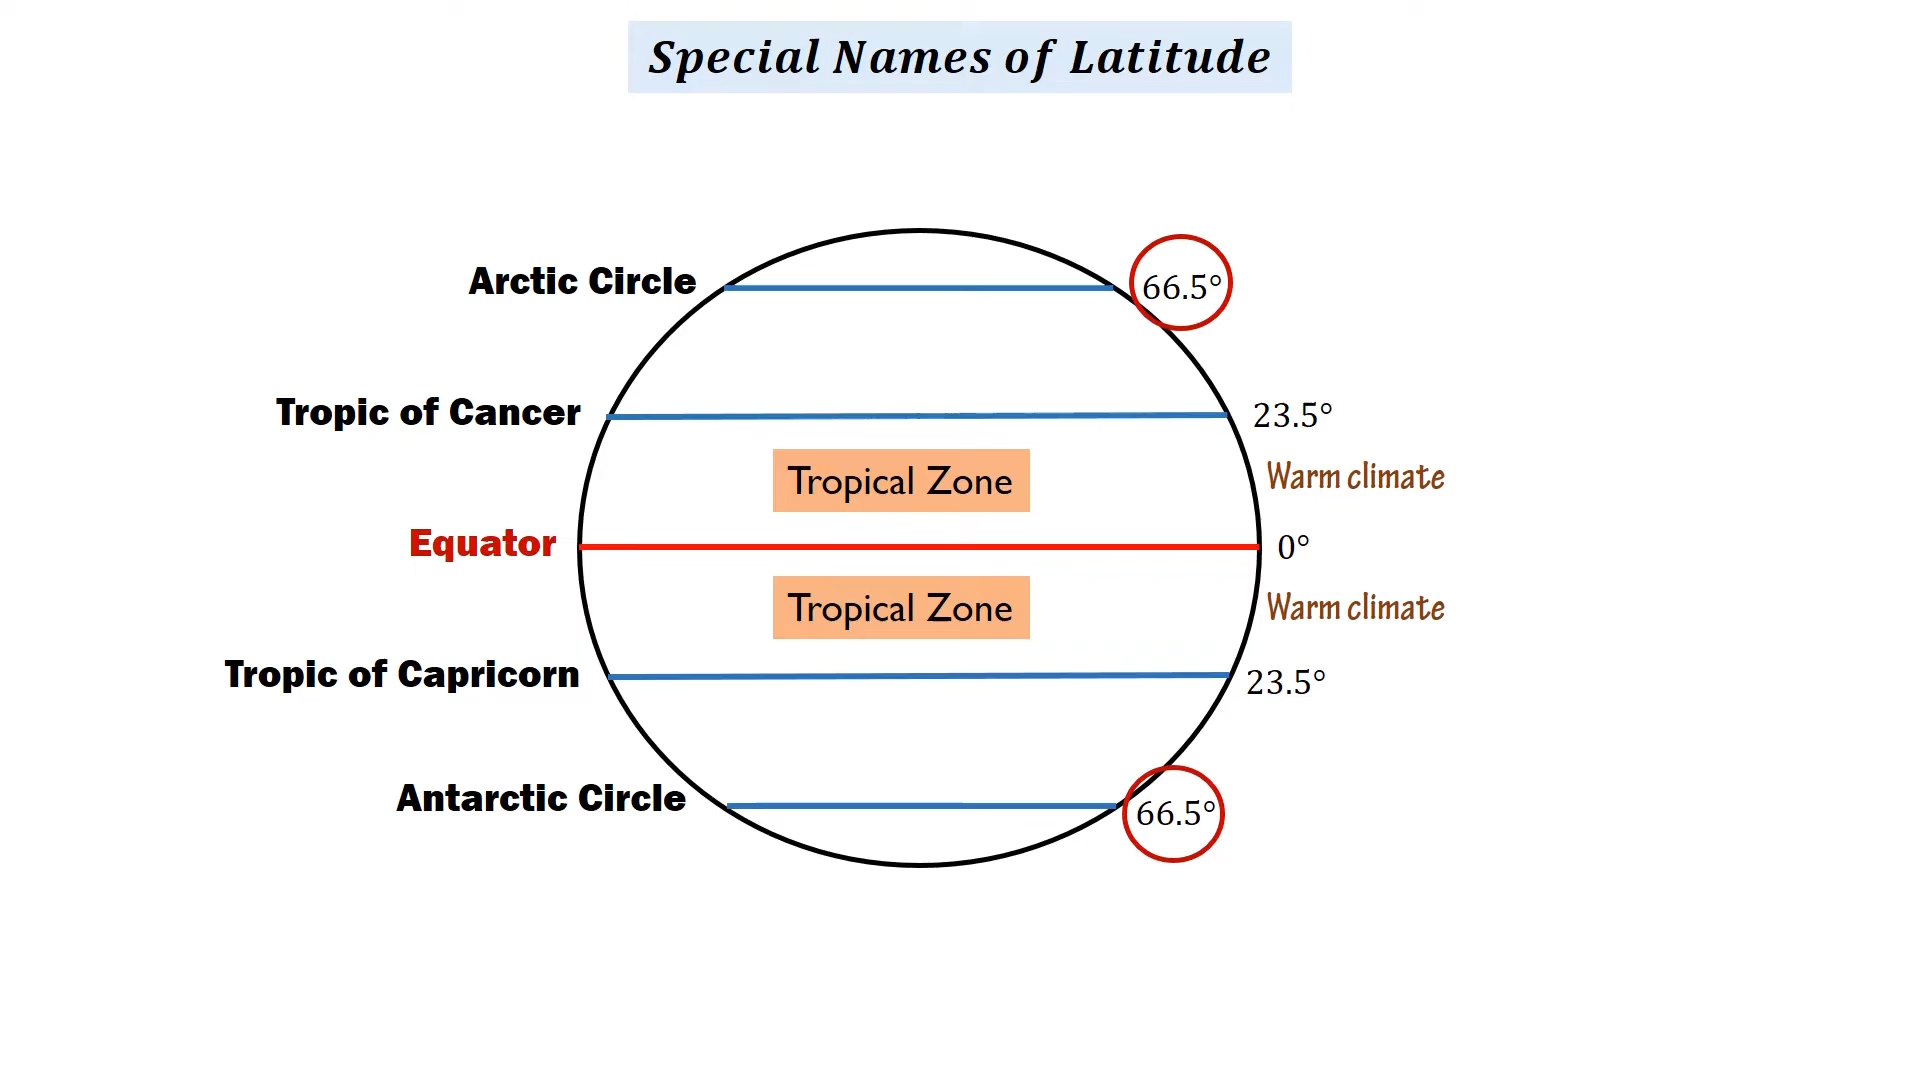 Special Names of Latitude
Arctic Circle 66.5°
Tropic of Cancer 23.5°
Tropical Zone Warm climate
Equator 0°
Tropical Zone Warm climate
Tropic of Capricorn 23.5°
Antarctic Circle 66.5°